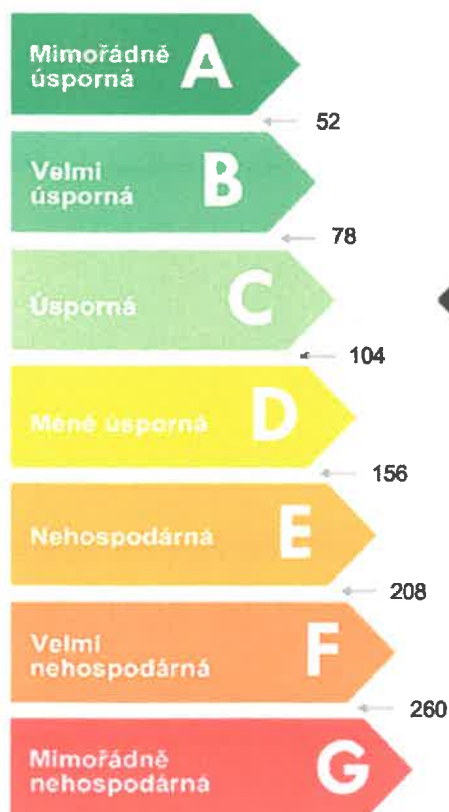 Mimořádně
úsporná
A
52
Velmi
úsporná
B
78
Úsporná
C
104
Méně úsporná
D
156
Nehospodárná
E
208
Velmi
nehospodárná
F
260
Mimořádně
nehospodárná
G